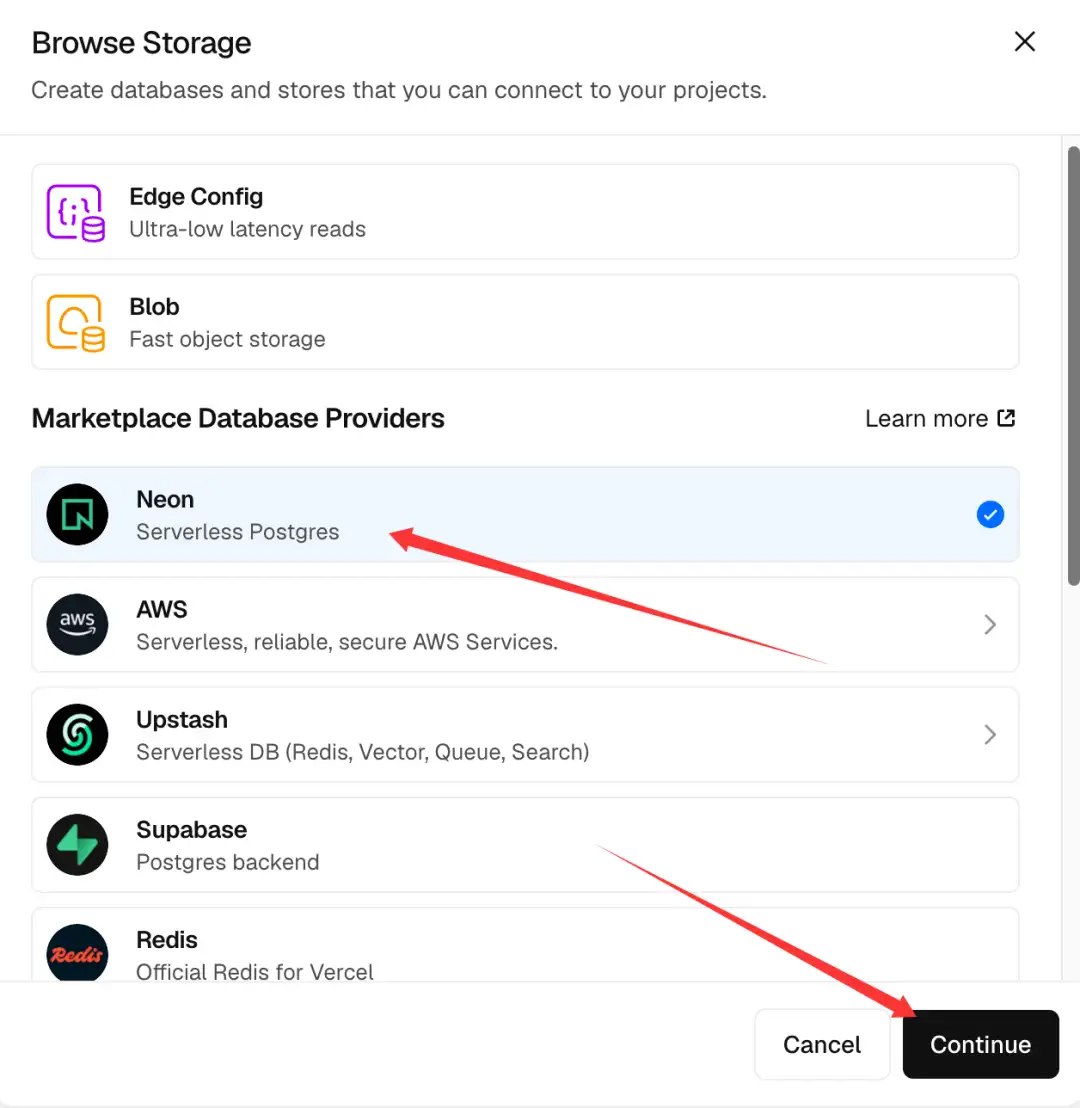 Browse Storage
Create databases and stores that you can connect to your projects.
Edge Config
Ultra-low latency reads
Blob
Fast object storage
Marketplace Database Providers
Learn more
Neon
Serverless Postgres
aws
AWS
Serverless, reliable, secure AWS Services.
Upstash
Serverless DB (Redis, Vector, Queue, Search)
Supabase
Postgres backend
Redis
Redis
Official Redis for Vercel
Cancel
Continue